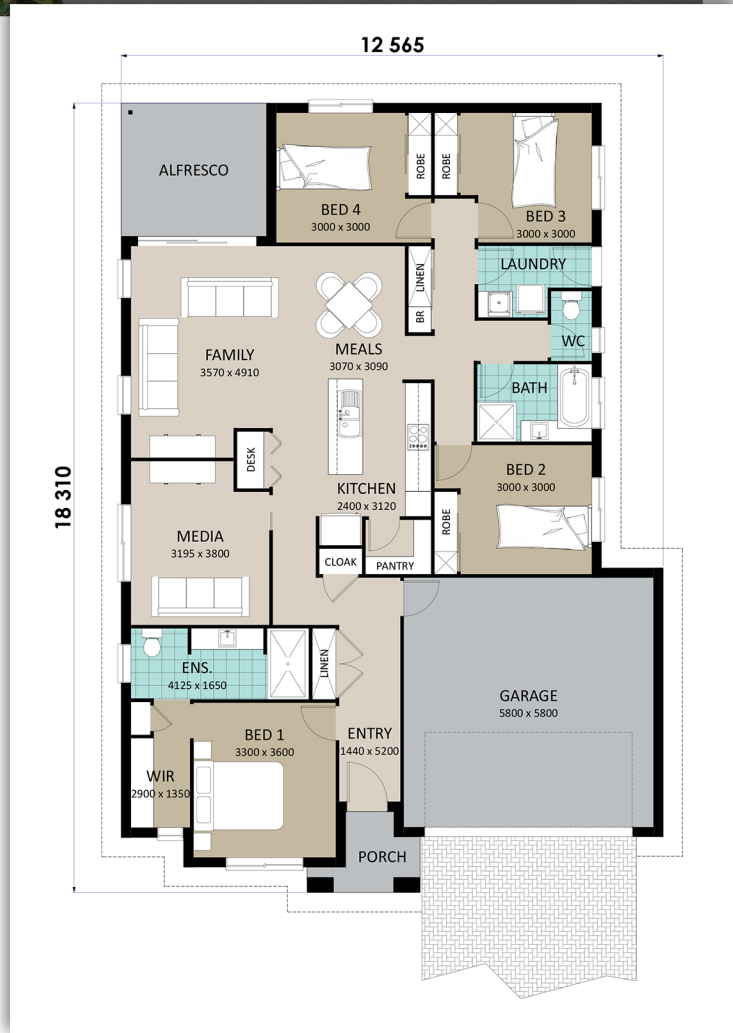 12 565
ALFRESCO
ROBE
ROBE
BED 4
3000 x 3000
BED 3
3000 x 3000
LAUNDRY
LINEN
BR
WC
FAMILY
3570 x 4910
MEALS
3070 x 3090
BATH
DESK
BED 2
3000 x 3000
KITCHEN
2400 x 3120
18 310
ROBE
MEDIA
3195 x 3800
CLOAK
PANTRY
LINEN
ENS.
4125 x 1650
GARAGE
5800 x 5800
BED 1
3300 x 3600
ENTRY
1440 x 5200
WIR
2900 x 1350
PORCH